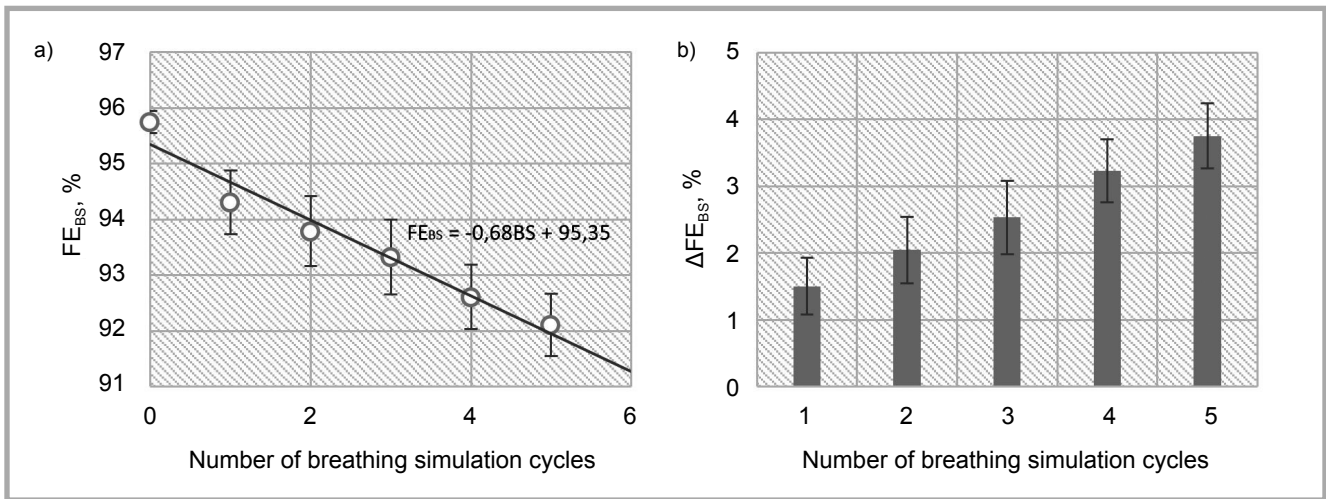 a)
97
96
95
94
93
92
91
FE_BS, %
FE_BS = -0,68BS + 95,35
0 2 4 6
Number of breathing simulation cycles
b)
5
4
3
2
1
0
ΔFE_BS, %
1 2 3 4 5
Number of breathing simulation cycles